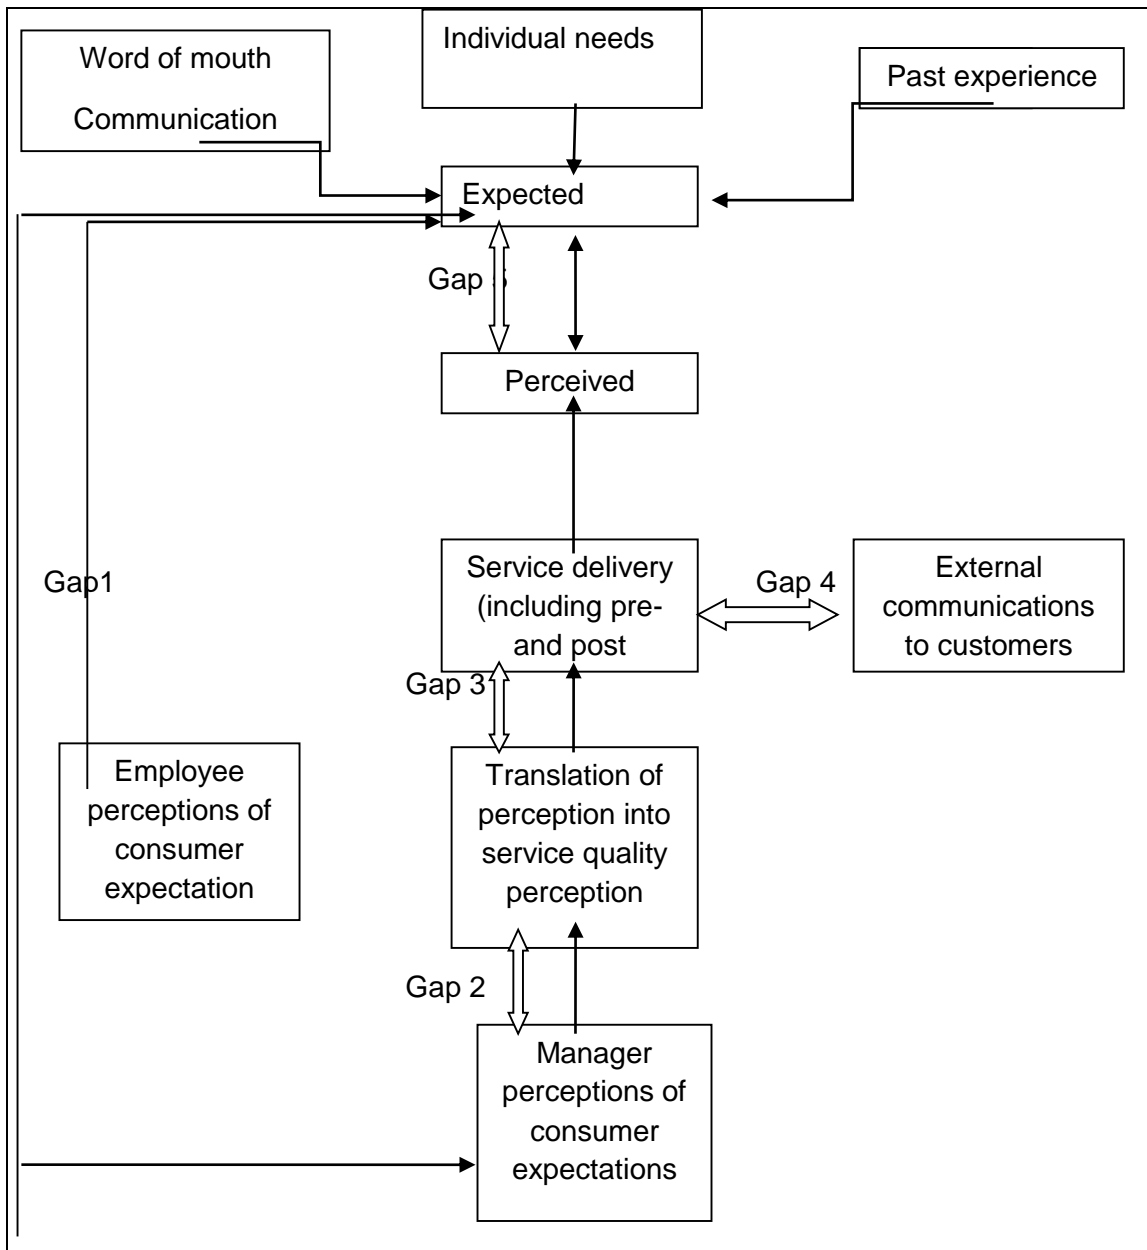 Individual needs
Word of mouth
Communication
Past experience
Expected
Gap 5
Perceived
Gap1
Service delivery
(including pre-
and post
Gap 4
External
communications
to customers
Gap 3
Employee
perceptions of
consumer
expectation
Translation of
perception into
service quality
perception
Gap 2
Manager
perceptions of
consumer
expectations